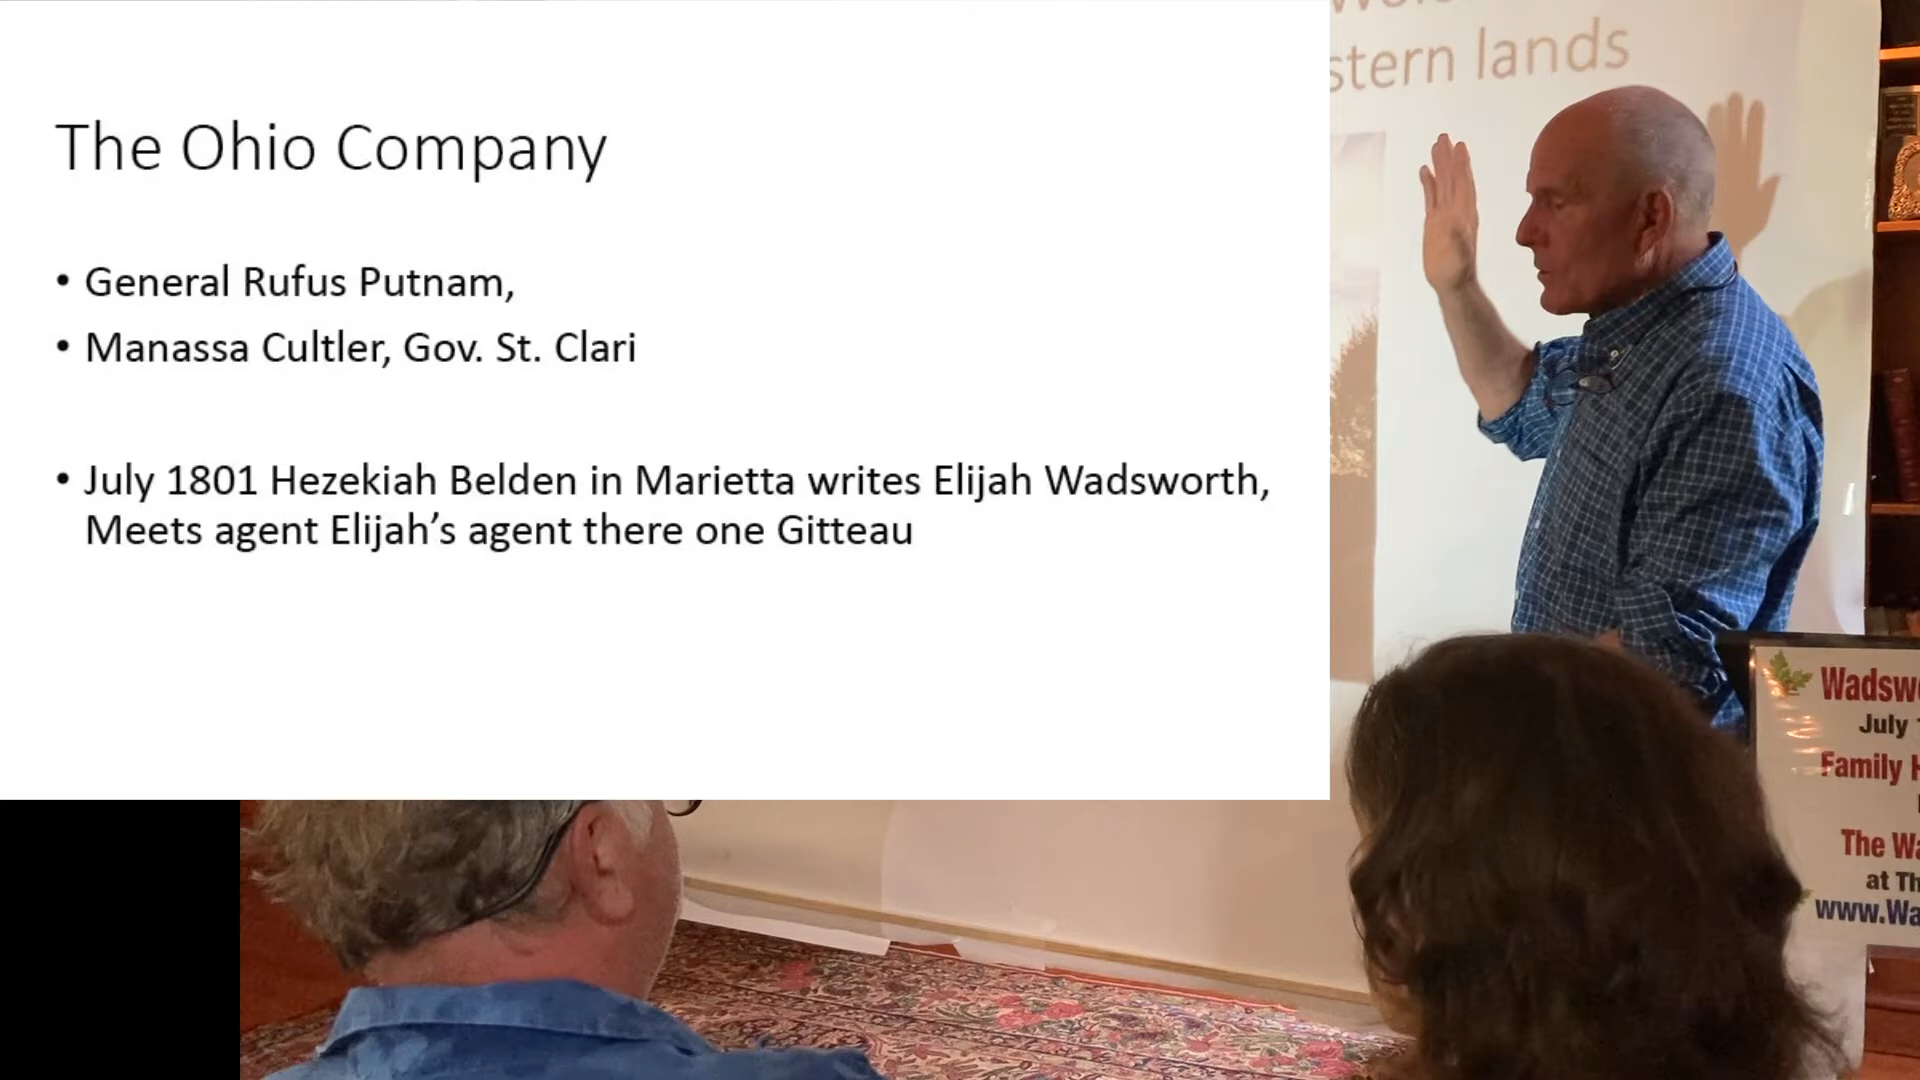 The Ohio Company
• General Rufus Putnam,
• Manassa Cultler, Gov. St. Clari
• July 1801 Hezekiah Belden in Marietta writes Elijah Wadsworth,
Meets agent Elijah’s agent there one Gitteau
stern lands
Wadsw
July
Family
The Wa
at Th
www.Wa